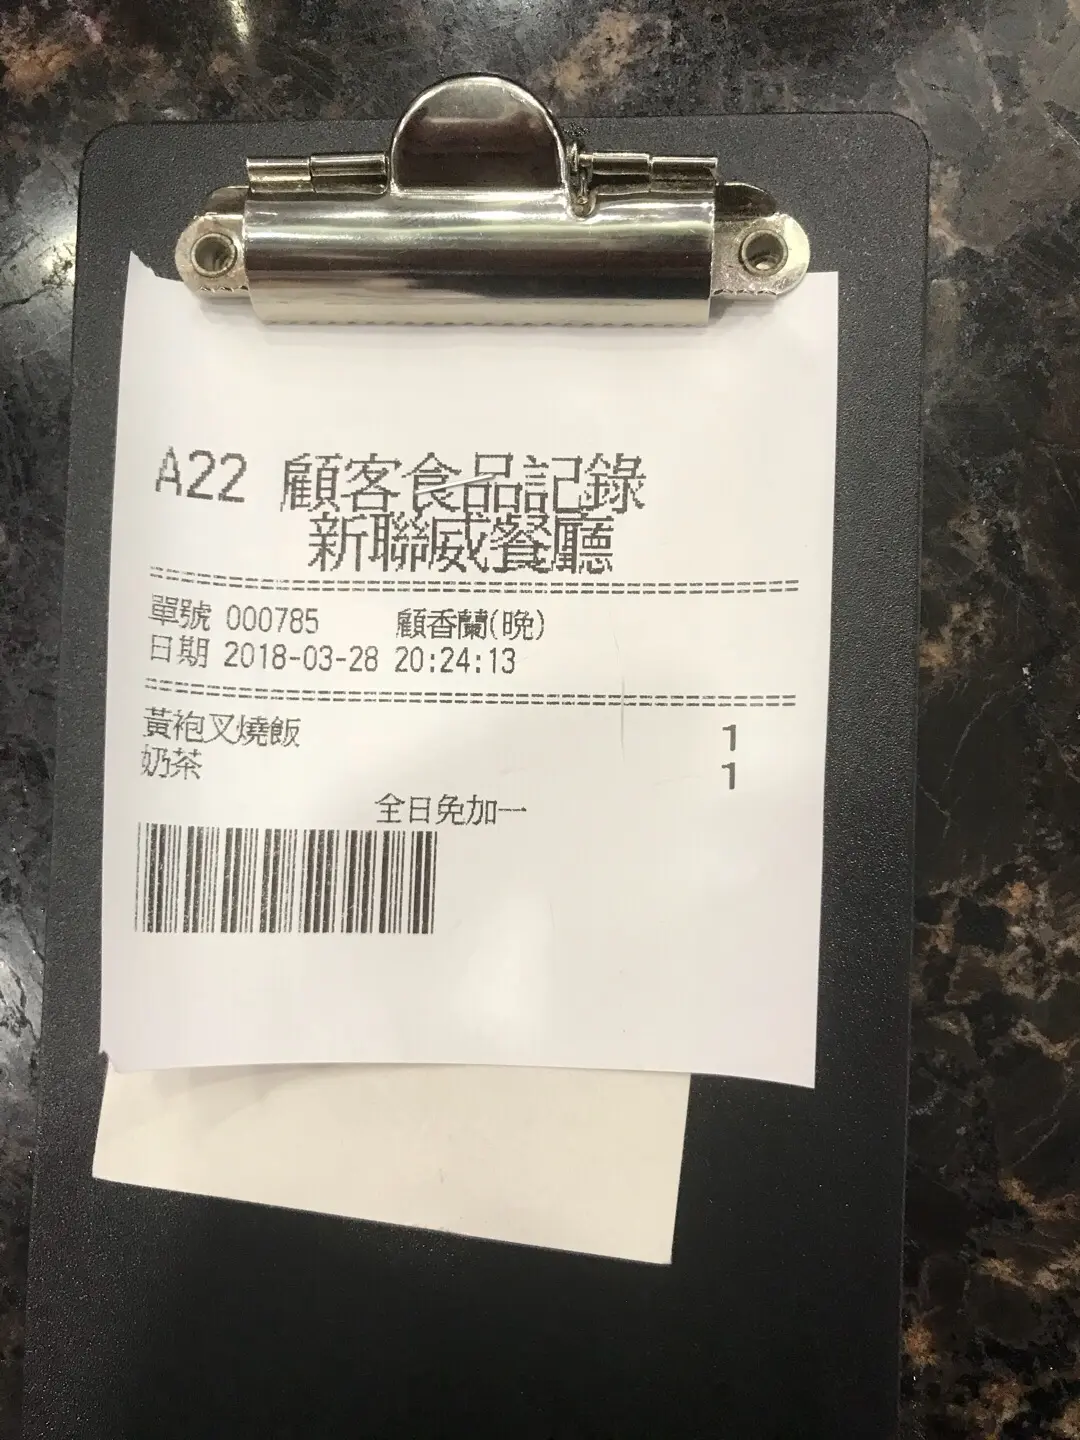 A22 顧客食品記錄
新聯威餐廳
單號 000785 顧香蘭(晚)
日期 2018-03-28 20:24:13
黃袍叉燒飯 1
奶茶 1
全日免加一